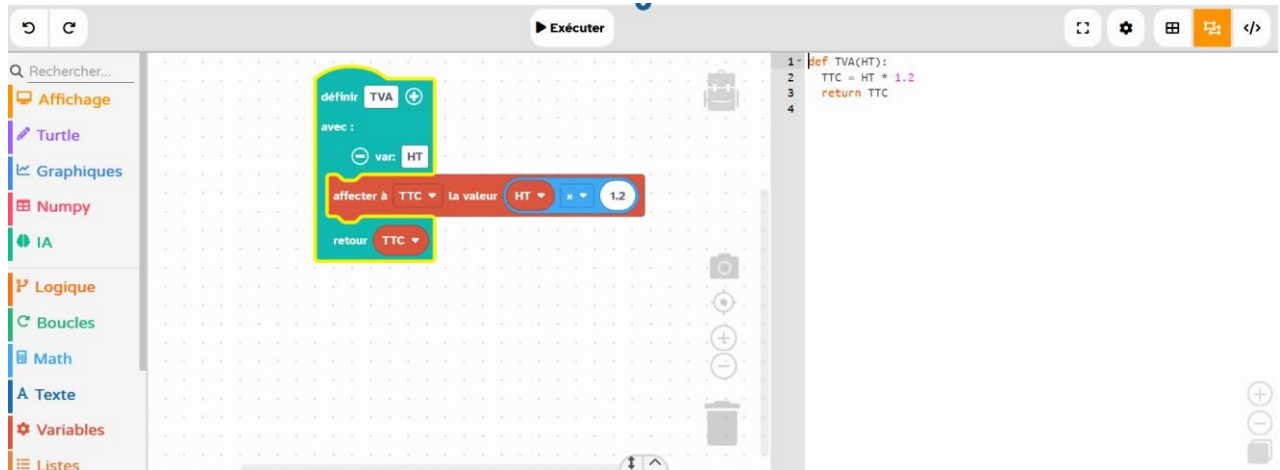 Exécuter
</>
Rechercher...
Affichage
Turtle
Graphiques
Numpy
IA
Logique
Boucles
Math
Texte
Variables
Listes
définir TVA
avec :
var: HT
affecter à TTC la valeur HT × 1.2
retour TTC
1 def TVA(HT):
2 TTC = HT * 1.2
3 return TTC
4